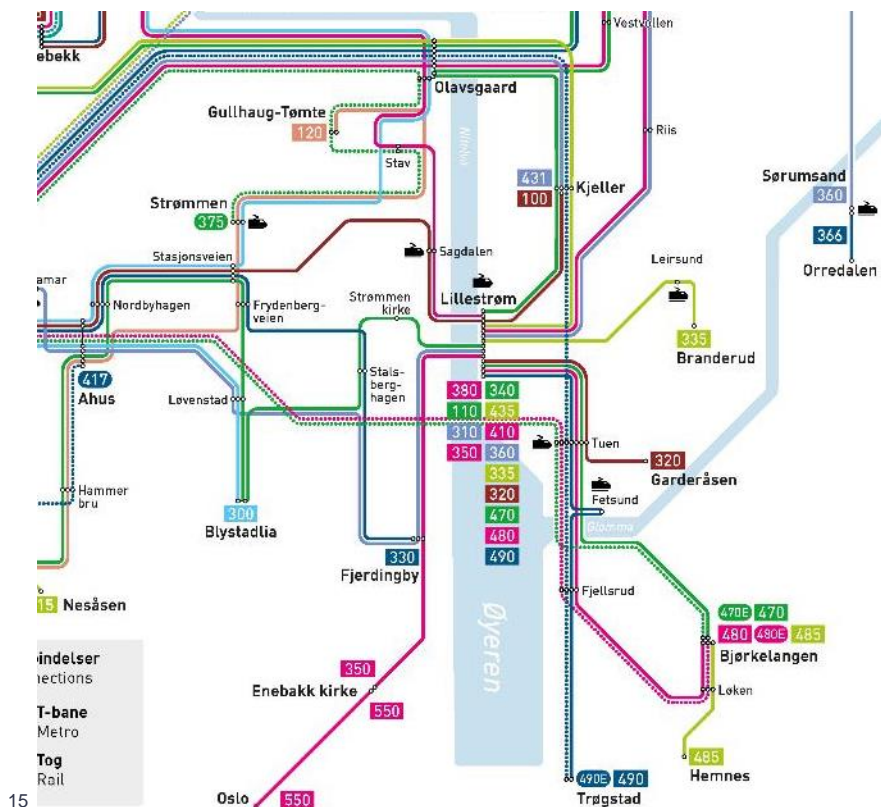 ebekk
Vestvollen
Olavsgaard
Gullhaug-Tømte
120
Stav
Nitelva
Riis
431
100
Kjeller
Sørumsand
360
366
Orredalen
Strømmen
375
Stasjonsveien
Sagdalen
Leirsund
Lillestrøm
amar
Nordbyhagen
Frydenberg-
veien
Strømmen
kirke
335
Branderud
417
Ahus
Løvenstad
Stals-
berg-
hagen
380 340
110 435
310 410
350 360
335
320
470
480
490
Tuen
320
Garderåsen
Hammer
bru
300
Blystadlia
Fetsund
Glomma
330
Fjerdingby
15 Nesåsen
Øyeren
Fjellsrud
470E 470
480 480E 485
Bjørkelangen
Løken
bindelser
nections
T-bane
Metro
Tog
Rail
350
Enebakk kirke
550
485
Hemnes
490E 490
Trøgstad
Oslo 550
15